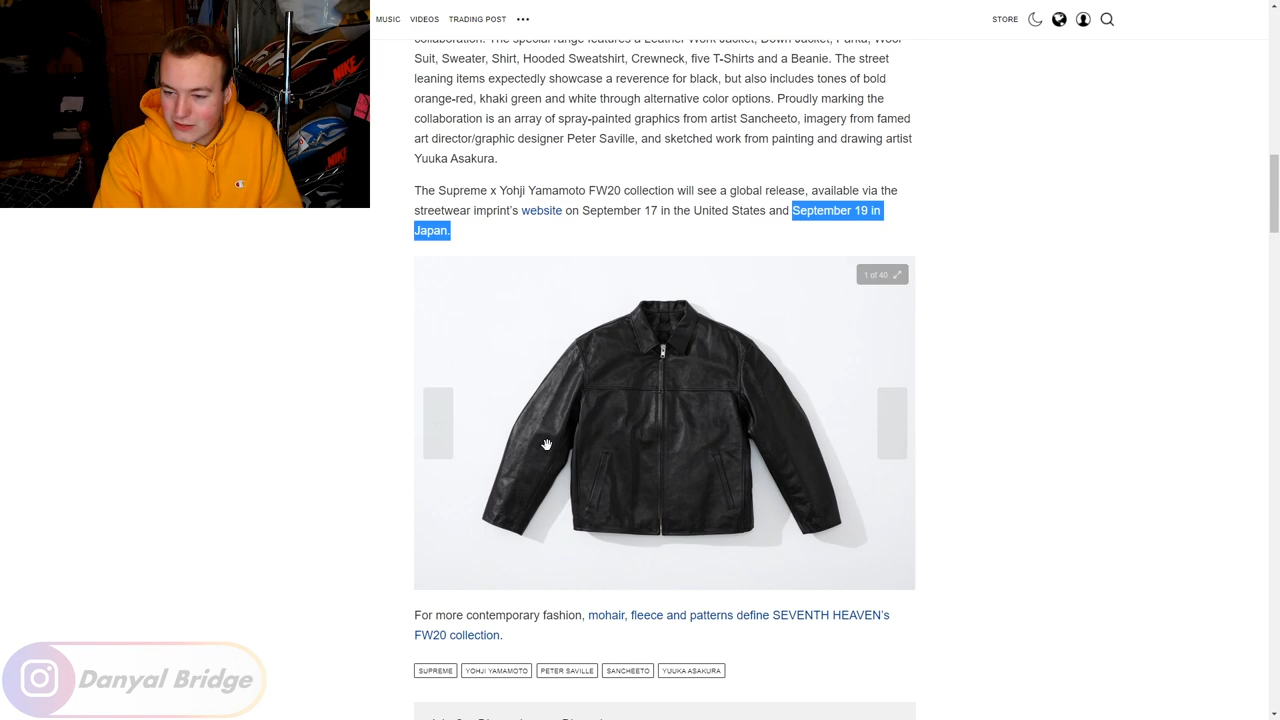 MUSIC VIDEOS TRADING POST ••• STORE
collaboration. The special range features a Leather Work Jacket, Down Jacket, Parka, Wool
Suit, Sweater, Shirt, Hooded Sweatshirt, Crewneck, five T-Shirts and a Beanie. The street
leaning items expectedly showcase a reverence for black, but also includes tones of bold
orange-red, khaki green and white through alternative color options. Proudly marking the
collaboration is an array of spray-painted graphics from artist Sancheeto, imagery from famed
art director/graphic designer Peter Saville, and sketched work from painting and drawing artist
Yuuka Asakura.
The Supreme x Yohji Yamamoto FW20 collection will see a global release, available via the
streetwear imprint's website on September 17 in the United States and September 19 in
Japan.
1 of 40
For more contemporary fashion, mohair, fleece and patterns define SEVENTH HEAVEN's
FW20 collection.
SUPREME YOHJI YAMAMOTO PETER SAVILLE SANCHEETO YUUKA ASAKURA
NIKE
NIKE
Danyal Bridge